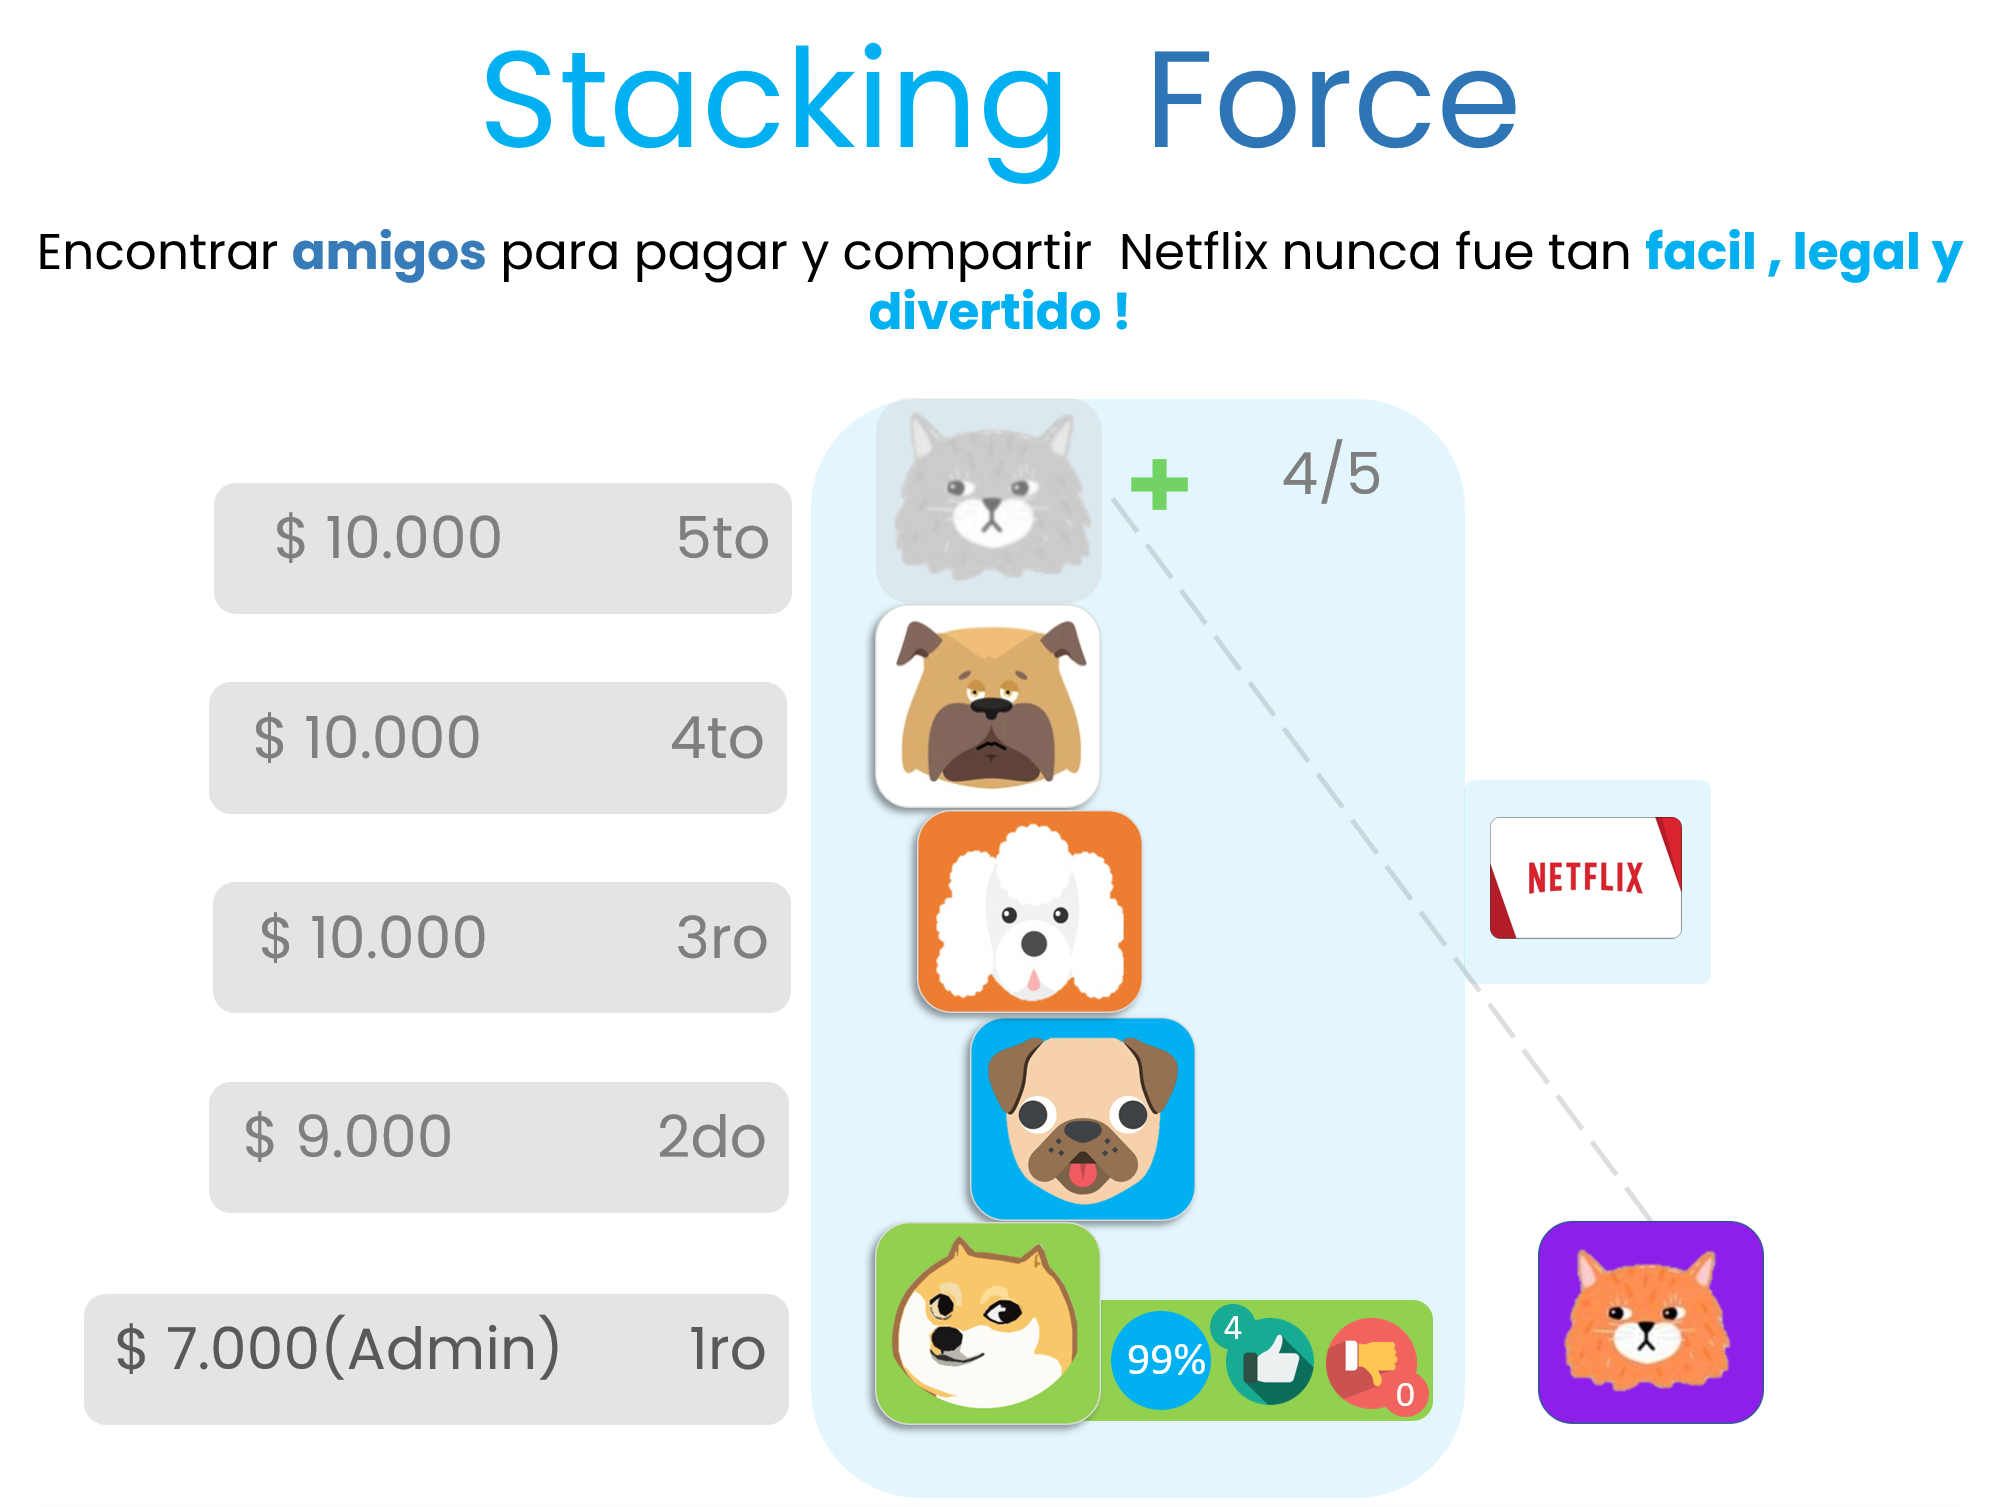 Stacking Force
Encontrar amigos para pagar y compartir Netflix nunca fue tan facil , legal y
divertido !
4/5
$ 10.000 5to
$ 10.000 4to
$ 10.000 3ro
NETFLIX
$ 9.000 2do
$ 7.000(Admin) 1ro
99% 4 0